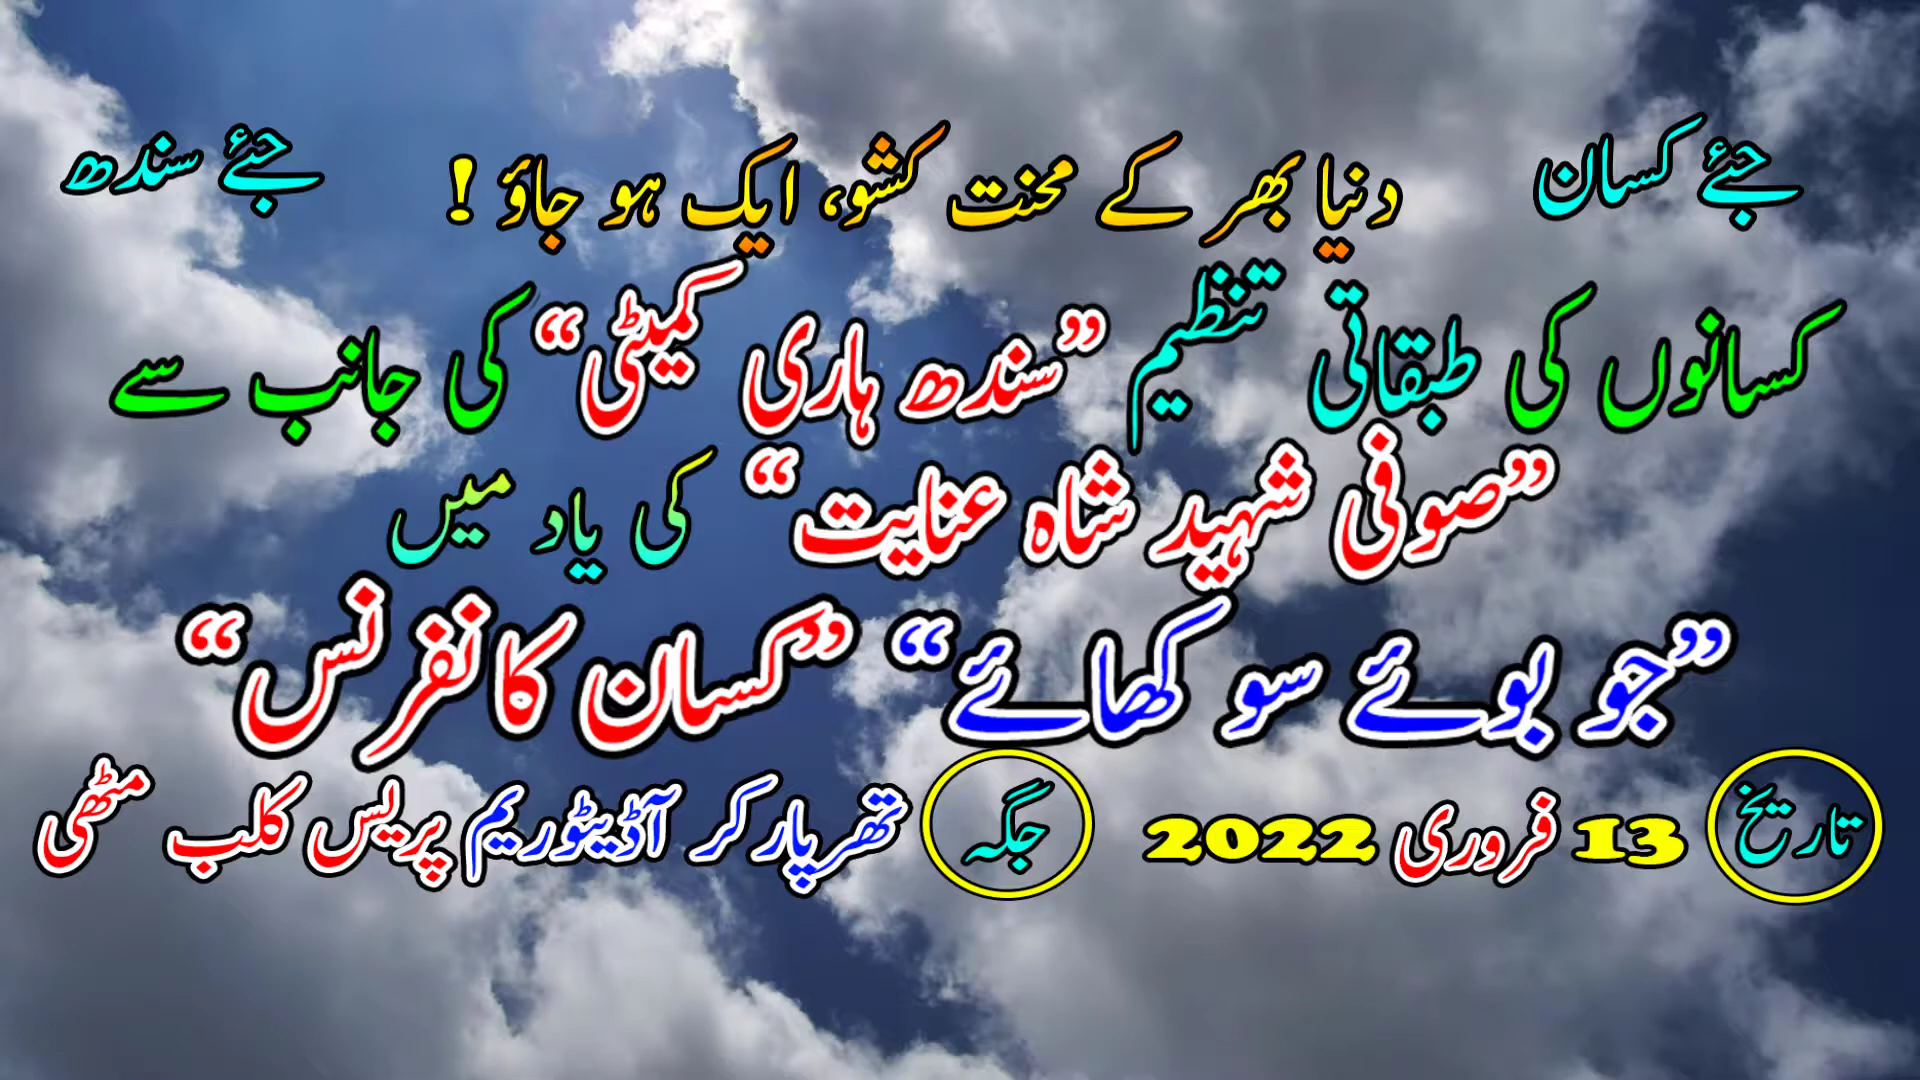 جئے کسان دنیا بھر کے محنت کشو، ایک ہو جاؤ ! جئے سندھ
کسانوں کی طبقاتی تنظیم ”سندھ ہاری کمیٹی“ کی جانب سے
”صوفی شہید شاہ عنایت“ کی یاد میں
”جو بوئے سو کھائے“ ”کسان کانفرنس“
تاریخ 13 فروری 2022 جگہ تھرپارکر آڈیٹوریم پریس کلب مٹھی